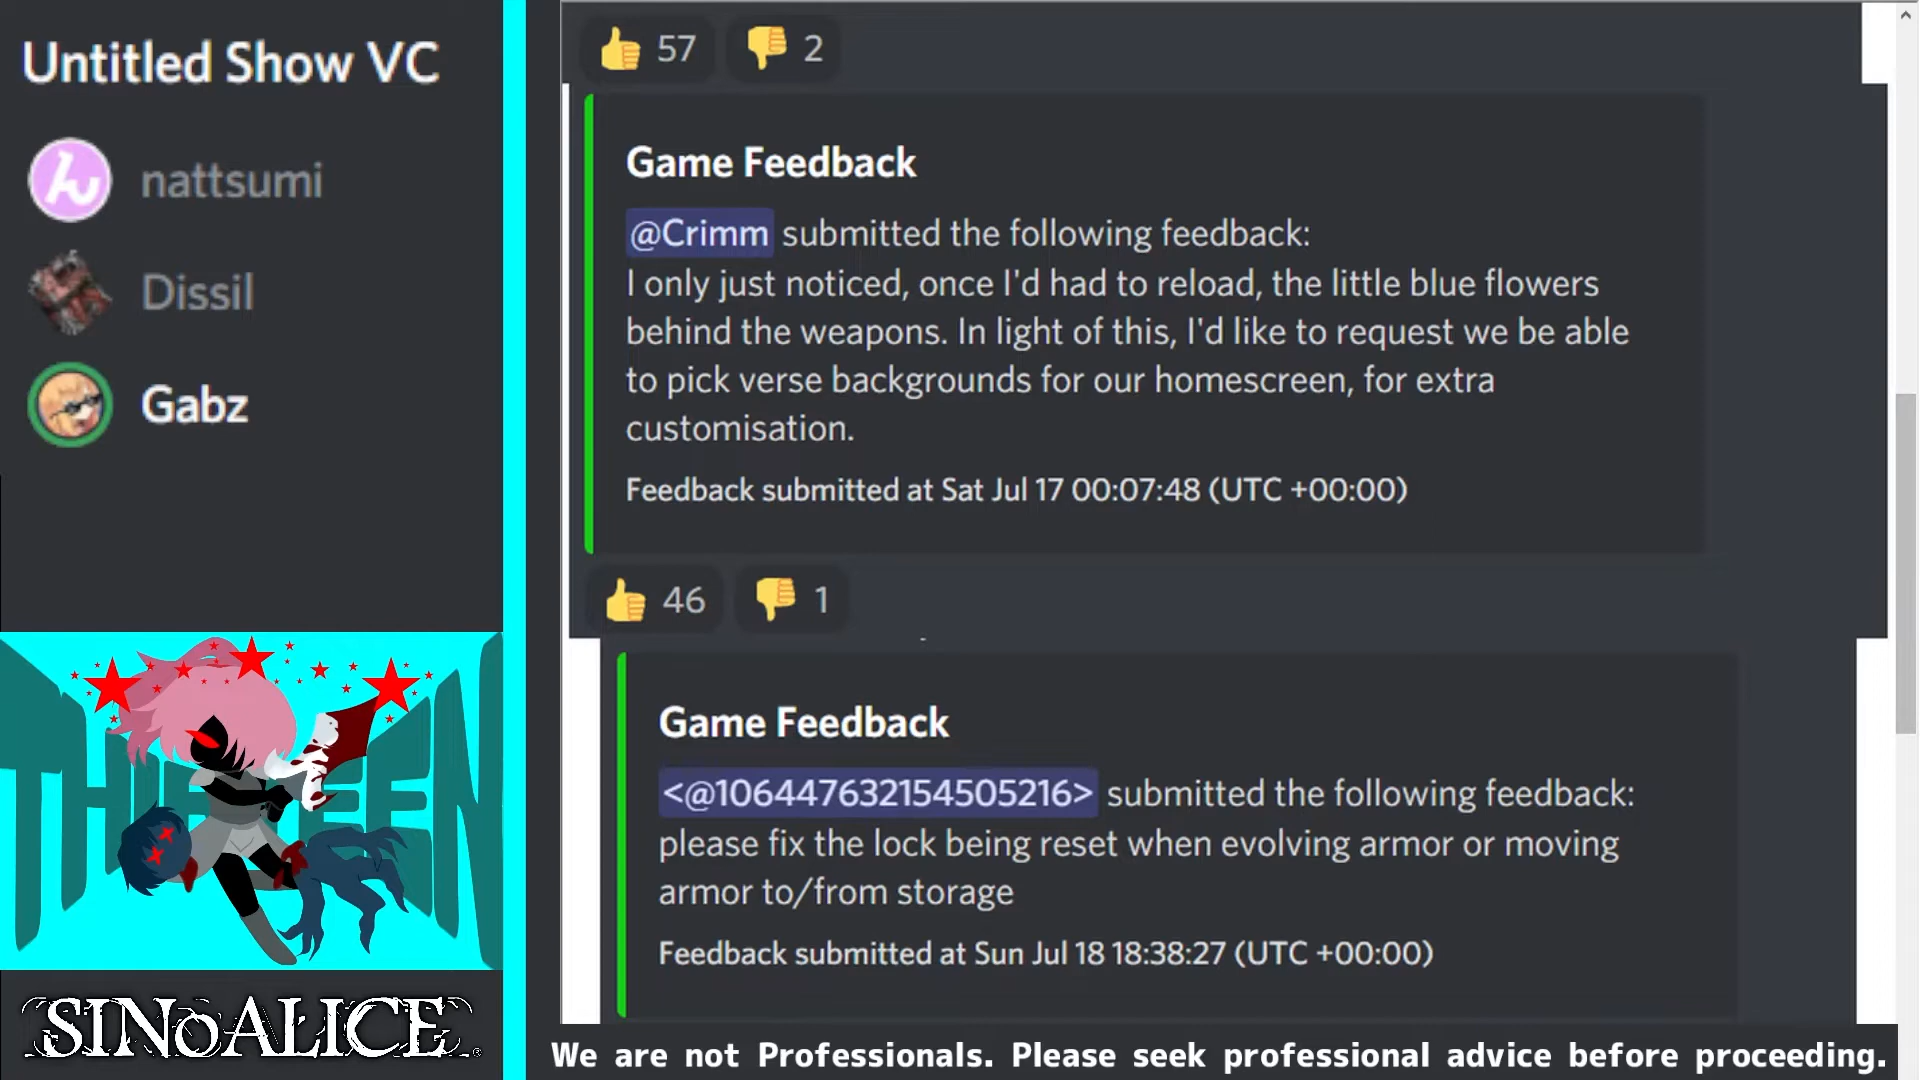 Untitled Show VC
nattsumi
Dissil
Gabz
THIRTEEN
SINoALICE
57 2
Game Feedback
@Crimm submitted the following feedback:
I only just noticed, once I'd had to reload, the little blue flowers
behind the weapons. In light of this, I'd like to request we be able
to pick verse backgrounds for our homescreen, for extra
customisation.
Feedback submitted at Sat Jul 17 00:07:48 (UTC +00:00)
46 1
Game Feedback
<@106447632154505216> submitted the following feedback:
please fix the lock being reset when evolving armor or moving
armor to/from storage
Feedback submitted at Sun Jul 18 18:38:27 (UTC +00:00)
We are not Professionals. Please seek professional advice before proceeding.